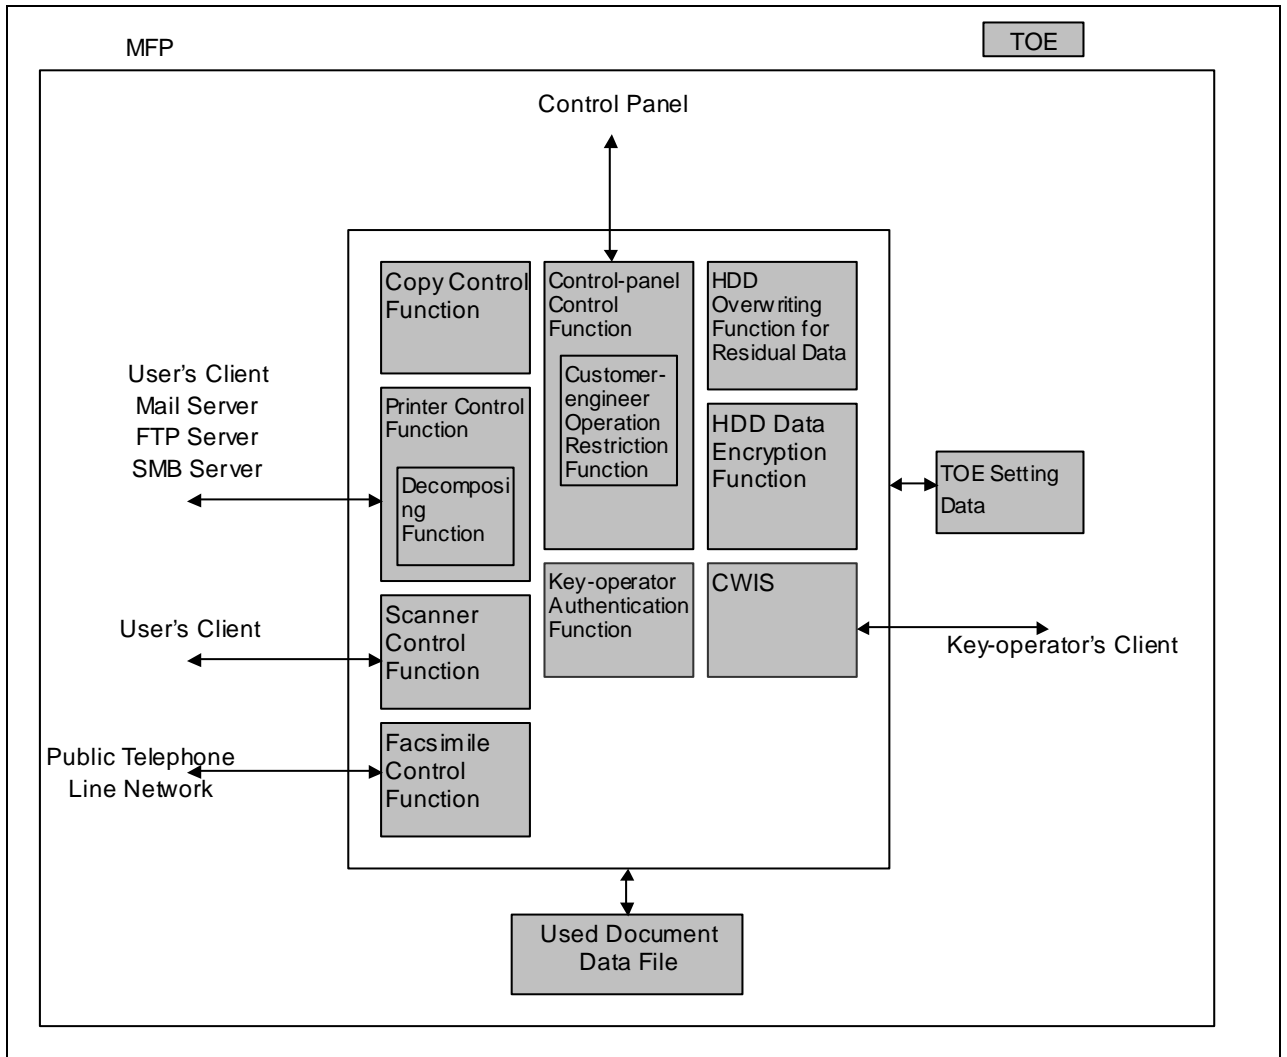 MFP
TOE
Control Panel
Copy Control
Function
Control-panel
Control
Function
Customer-
engineer
Operation
Restriction
Function
HDD
Overwriting
Function for
Residual Data
User's Client
Mail Server
FTP Server
SMB Server
Printer Control
Function
Decomposi
ng
Function
HDD Data
Encryption
Function
TOE Setting
Data
Key-operator
Authentication
Function
CWIS
User's Client
Scanner
Control
Function
Key-operator's Client
Public Telephone
Line Network
Facsimile
Control
Function
Used Document
Data File